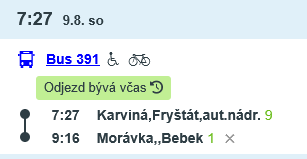 7:27 9.8. so
Bus 391
Odjezd bývá včas
7:27 Karviná,Fryštát,aut.nádr. 9
9:16 Morávka,,Bebek 1 ×